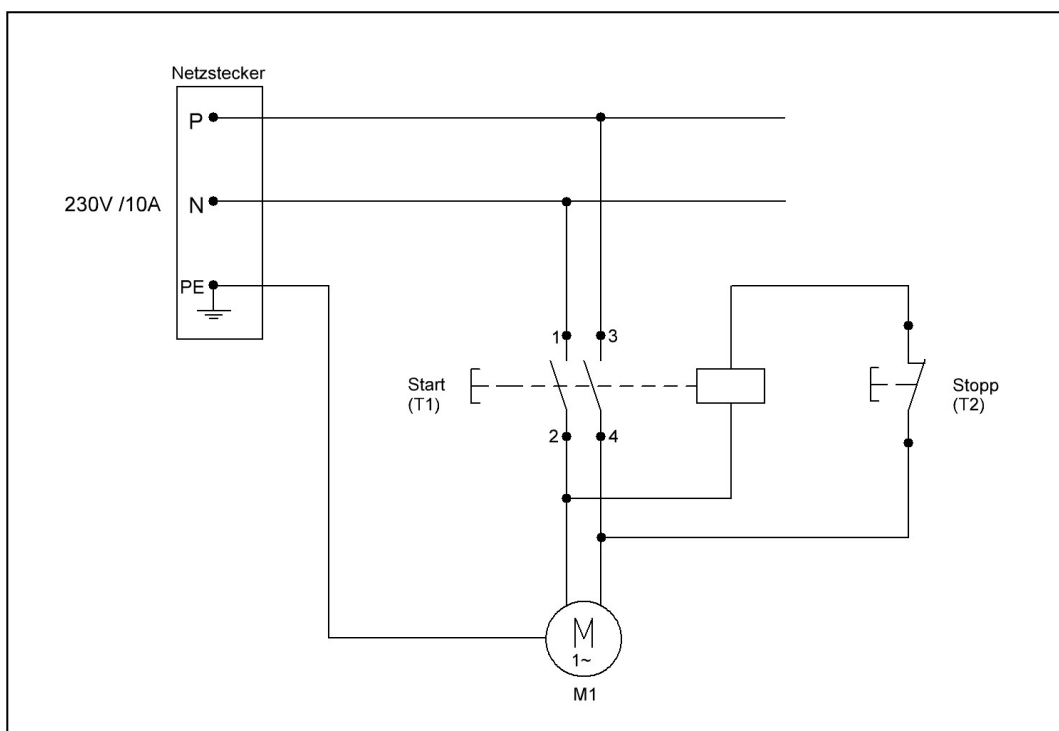 Netzstecker
P
230V /10A
N
PE
1
3
Start
(T1)
Stopp
(T2)
2
4
M
1~
M1